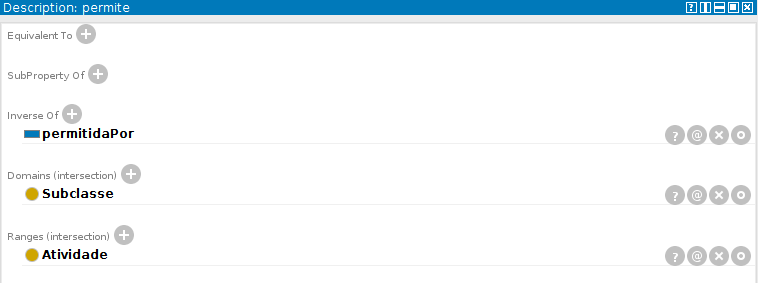 Description: permite
Equivalent To
SubProperty Of
Inverse Of
permitidaPor
Domains (intersection)
Subclasse
Ranges (intersection)
Atividade